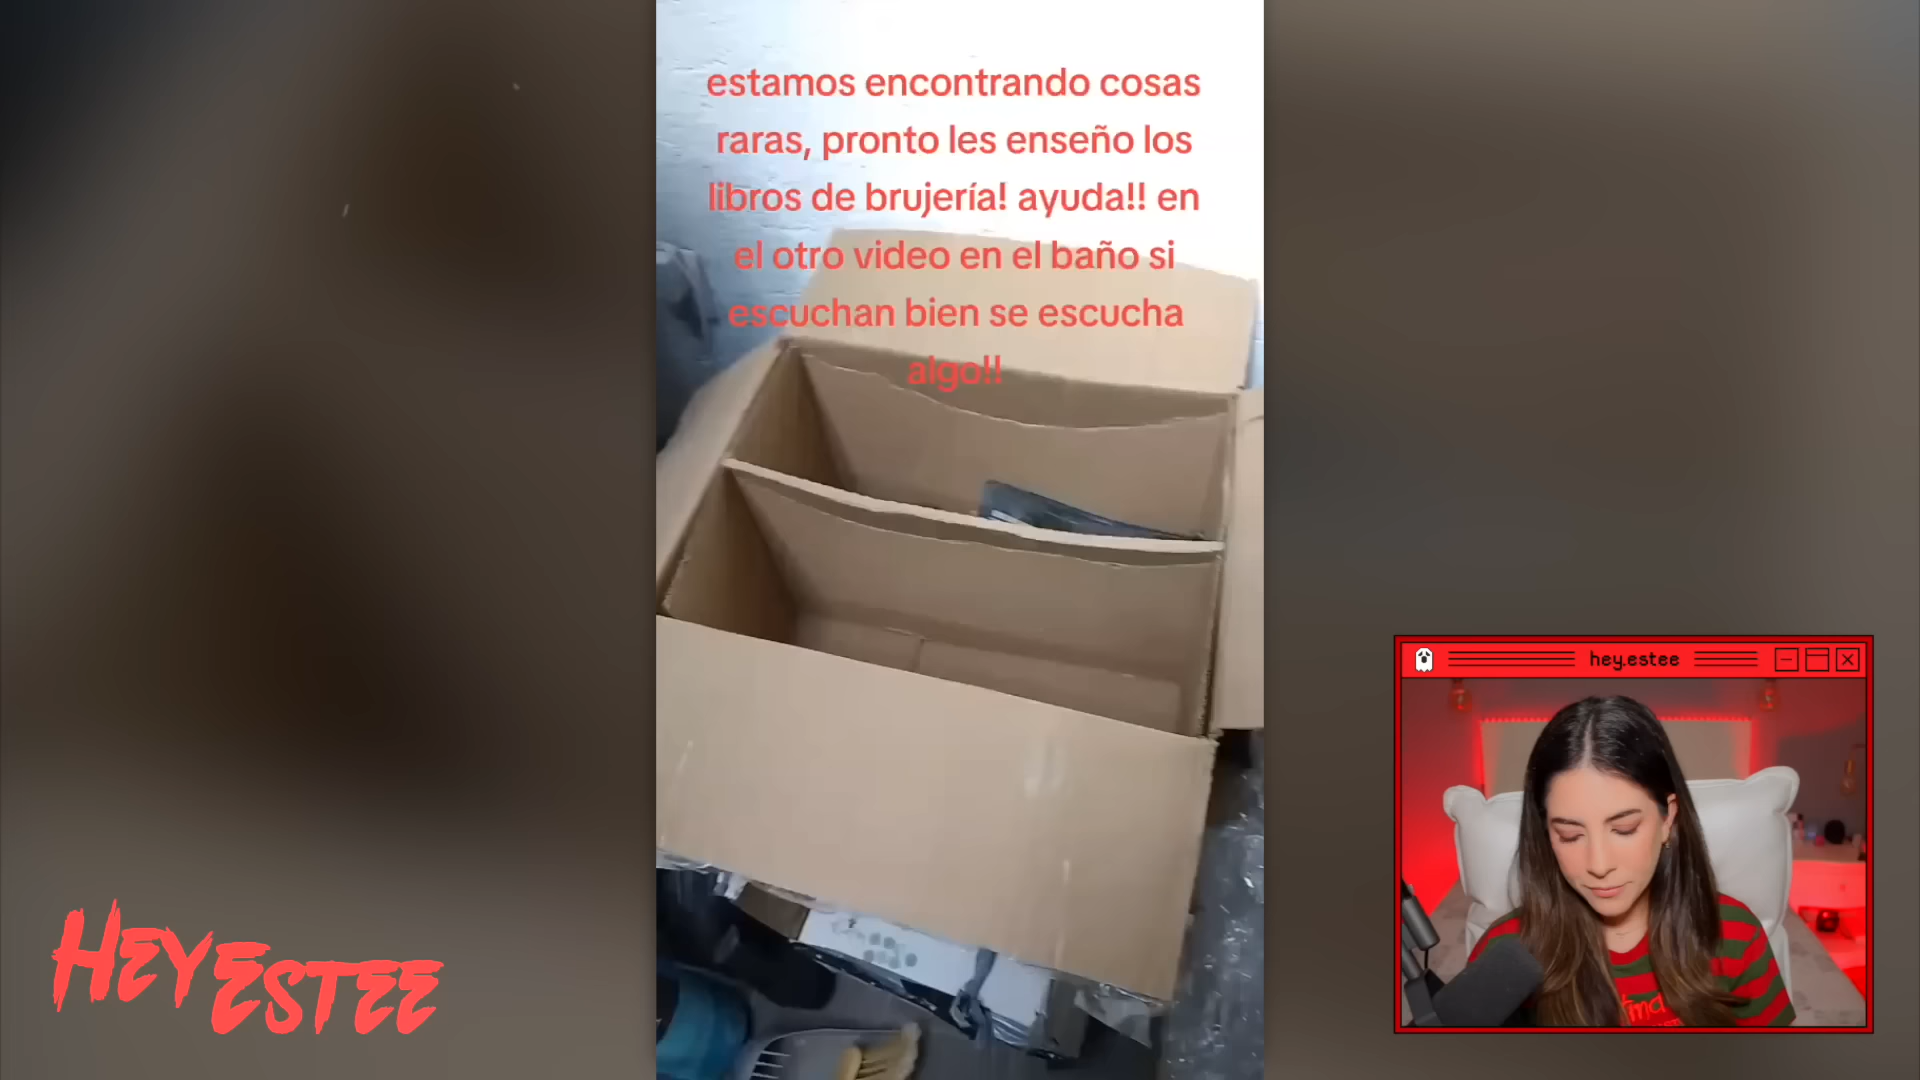 estamos encontrando cosas
raras, pronto les enseño los
libros de brujería! ayuda!! en
el otro video en el baño si
escuchan bien se escucha
algo!!
hey.estee
HEYESTEE